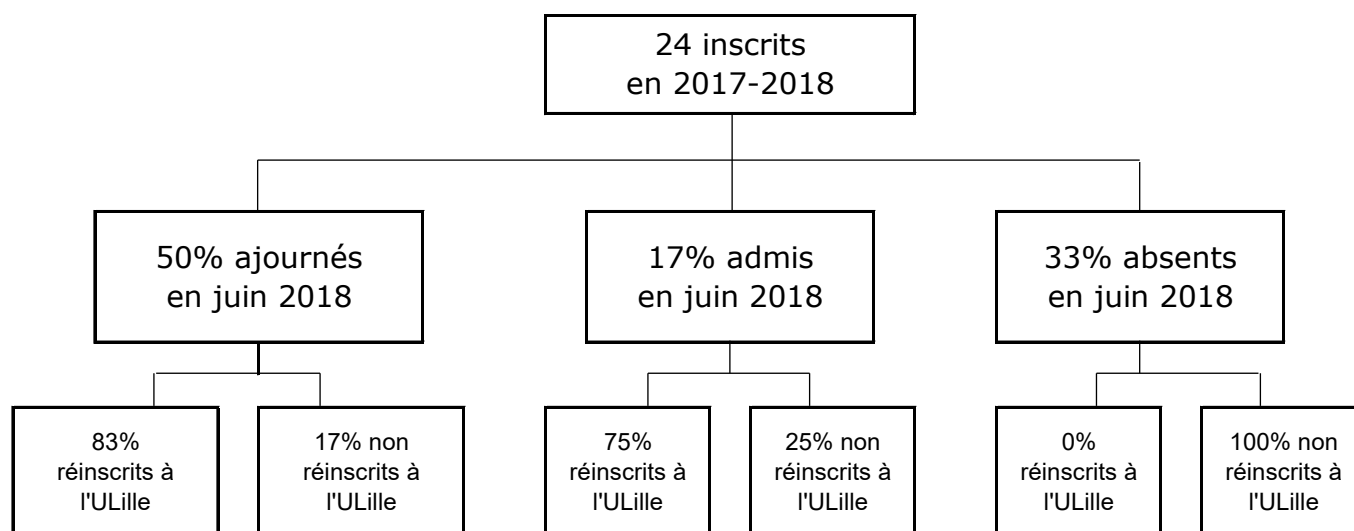 24 inscrits
en 2017-2018
50% ajournés
en juin 2018
17% admis
en juin 2018
33% absents
en juin 2018
83%
réinscrits à
l'ULille
17% non
réinscrits à
l'ULille
75%
réinscrits à
l'ULille
25% non
réinscrits à
l'ULille
0%
réinscrits à
l'ULille
100% non
réinscrits à
l'ULille